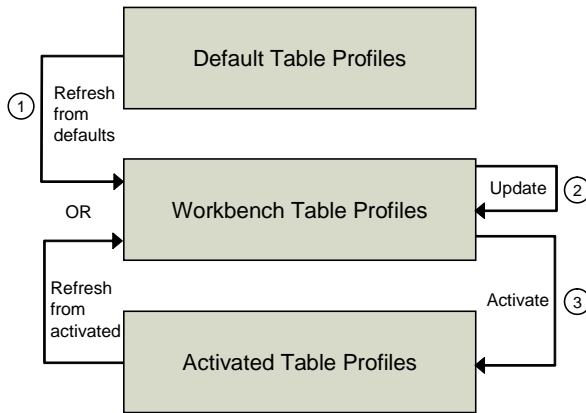 Default Table Profiles
1
Refresh
from
defaults
Workbench Table Profiles
Update
2
OR
Refresh
from
activated
Activate
3
Activated Table Profiles